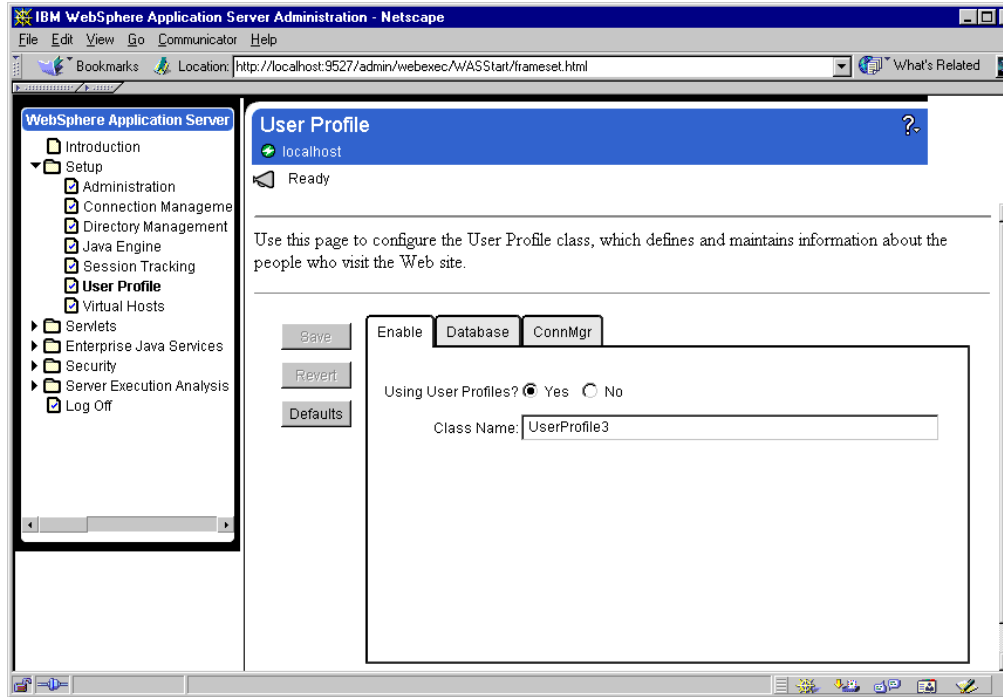 IBM WebSphere Application Server Administration - Netscape
File Edit View Go Communicator Help
Bookmarks Location: http://localhost:9527/admin/webexec/WASStart/frameset.html What's Related
WebSphere Application Server
Introduction
Setup
Administration
Connection Manageme
Directory Management
Java Engine
Session Tracking
User Profile
Virtual Hosts
Servlets
Enterprise Java Services
Security
Server Execution Analysis
Log Off
User Profile
?
localhost
Ready
Use this page to configure the User Profile class, which defines and maintains information about the
people who visit the Web site.
Save
Revert
Defaults
Enable Database ConnMgr
Using User Profiles? Yes No
Class Name: UserProfile3